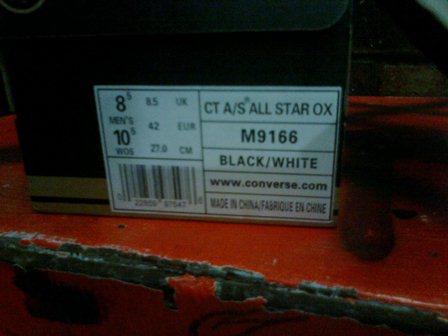 8⁵ 8.5 UK
MEN'S
10⁵ 42 EUR
WOS 27.0 CM
CT A/S® ALL STAR OX
M9166
BLACK/WHITE
www.converse.com
MADE IN CHINA/FABRIQUE EN CHINE